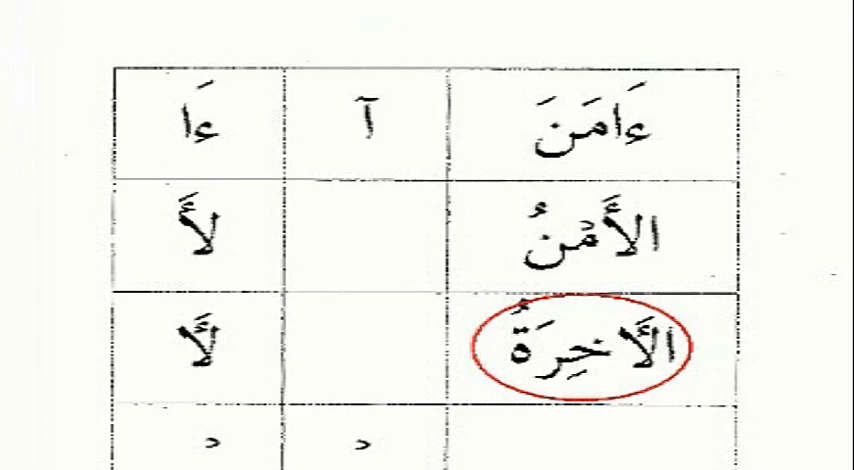 ءَامَنَ آ ءَا
الأَمْنُ لأَ
الأَخِرَةُ لأَ